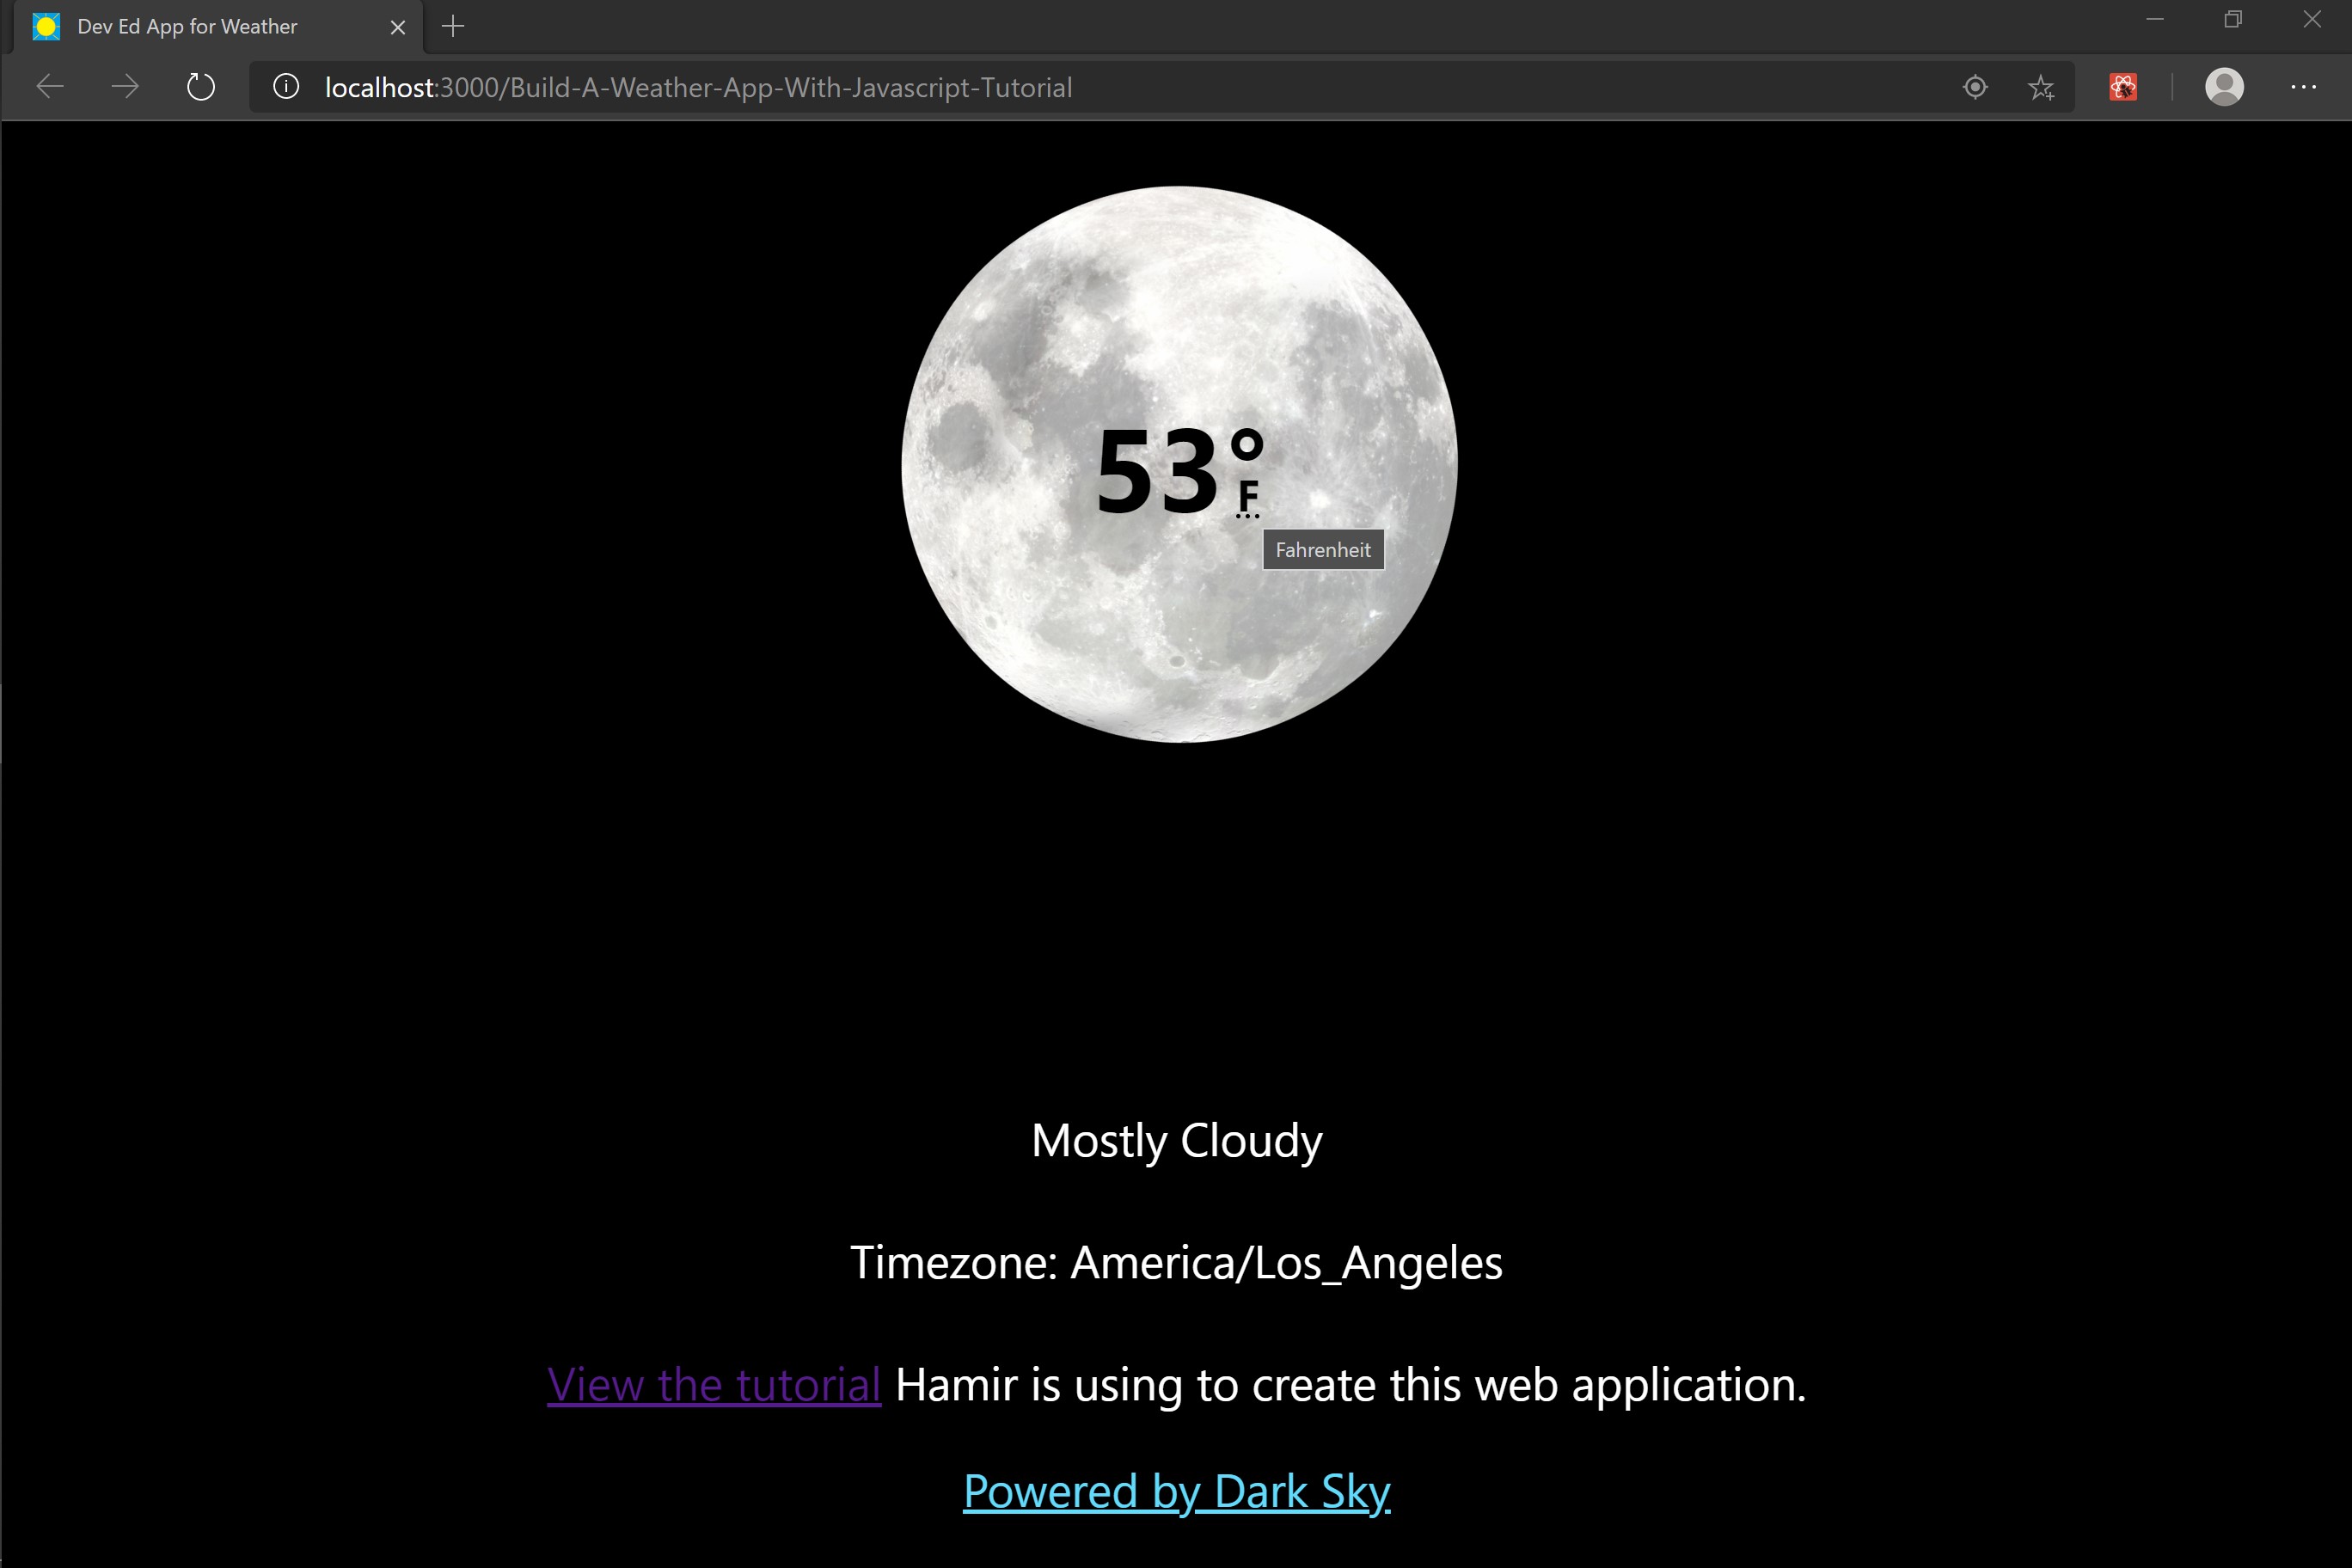 Dev Ed App for Weather
localhost:3000/Build-A-Weather-App-With-Javascript-Tutorial
53°
F
Fahrenheit
Mostly Cloudy
Timezone: America/Los_Angeles
View the tutorial Hamir is using to create this web application.
Powered by Dark Sky